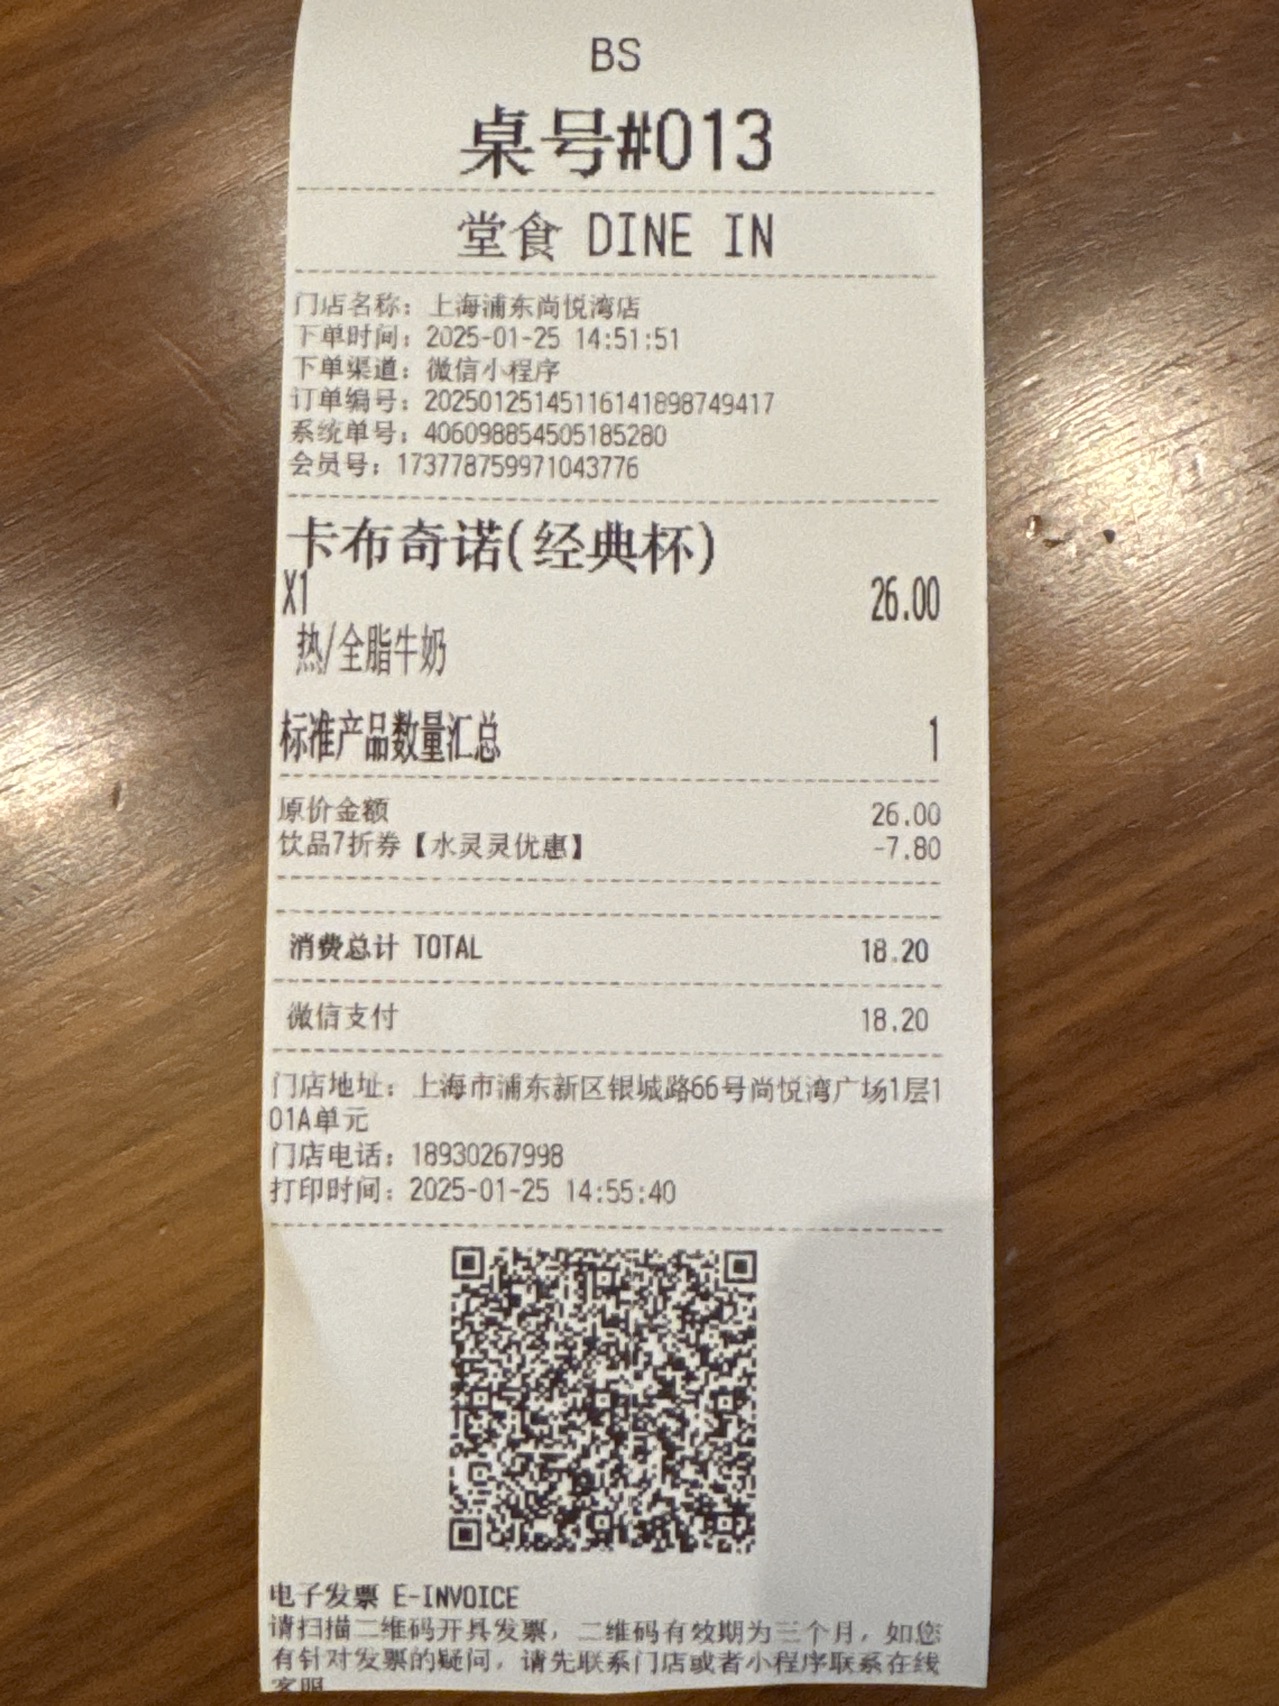 BS
桌号#013
堂食 DINE IN
门店名称：上海浦东尚悦湾店
下单时间：2025-01-25 14:51:51
下单渠道：微信小程序
订单编号：2025012514511614189874941​7
系统单号：406098854505185280
会员号：173778759971043776
卡布奇诺(经典杯)
X1 26.00
热/全脂牛奶
标准产品数量汇总 1
原价金额 26.00
饮品7折券【水灵灵优惠】 -7.80
消费总计 TOTAL 18.20
微信支付 18.20
门店地址：上海市浦东新区银城路66号尚悦湾广场1层1
01A单元
门店电话：18930267998
打印时间：2025-01-25 14:55:40
电子发票 E-INVOICE
请扫描二维码开具发票，二维码有效期为三个月，如您
有针对发票的疑问，请先联系门店或者小程序联系在线
客服